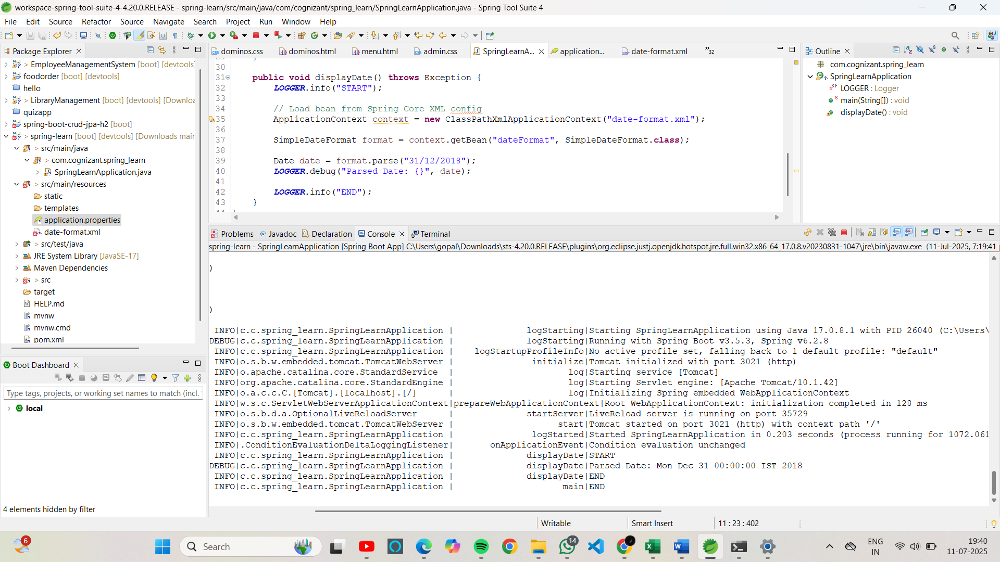 workspace-spring-tool-suite-4-4.20.0.RELEASE - spring-learn/src/main/java/com/cognizant/spring_learn/SpringLearnApplication.java - Spring Tool Suite 4
File Edit Source Refactor Source Navigate Search Project Run Window Help
Package Explorer
> EmployeeManagementSystem [boot] [devtools]
foodorder [boot] [devtools]
hello
> LibraryManagement [boot] [devtools] [Downloa
quizapp
spring-boot-crud-jpa-h2 [boot]
> spring-learn [boot] [devtools] [Downloads mair
> src/main/java
> com.cognizant.spring_learn
> SpringLearnApplication.java
> src/main/resources
static
templates
application.properties
date-format.xml
> src/test/java
JRE System Library [JavaSE-17]
Maven Dependencies
> src
target
HELP.md
mvnw
mvnw.cmd
pom.xml
Boot Dashboard
Type tags, projects, or working set names to match (incl.
local
4 elements hidden by filter
dominos.css dominos.html menu.html admin.css SpringLearnA... application... date-format.xml »32
30
31 public void displayDate() throws Exception {
32 LOGGER.info("START");
33
34 // Load bean from Spring Core XML config
35 ApplicationContext context = new ClassPathXmlApplicationContext("date-format.xml");
36
37 SimpleDateFormat format = context.getBean("dateFormat", SimpleDateFormat.class);
38
39 Date date = format.parse("31/12/2018");
40 LOGGER.debug("Parsed Date: {}", date);
41
42 LOGGER.info("END");
43 }
Outline
com.cognizant.spring_learn
SpringLearnApplication
LOGGER : Logger
main(String[]) : void
displayDate() : void
Problems @ Javadoc Declaration Console Terminal
spring-learn - SpringLearnApplication [Spring Boot App] C:\Users\gopal\Downloads\sts-4.20.0.RELEASE\plugins\org.eclipse.justj.openjdk.hotspot.jre.full.win32.x86_64_17.0.8.v20230831-1047\jre\bin\javaw.exe (11-Jul-2025, 7:19:41
)
)
INFO|c.c.spring_learn.SpringLearnApplication | logStarting|Starting SpringLearnApplication using Java 17.0.8.1 with PID 26040 (C:\Users\
DEBUG|c.c.spring_learn.SpringLearnApplication | logStarting|Running with Spring Boot v3.5.3, Spring v6.2.8
INFO|c.c.spring_learn.SpringLearnApplication | logStartupProfileInfo|No active profile set, falling back to 1 default profile: "default"
INFO|o.s.b.w.embedded.tomcat.TomcatWebServer | initialize|Tomcat initialized with port 3021 (http)
INFO|o.apache.catalina.core.StandardService | log|Starting service [Tomcat]
INFO|org.apache.catalina.core.StandardEngine | log|Starting Servlet engine: [Apache Tomcat/10.1.42]
INFO|o.a.c.c.C.[Tomcat].[localhost].[/] | log|Initializing Spring embedded WebApplicationContext
INFO|w.s.c.ServletWebServerApplicationContext|prepareWebApplicationContext|Root WebApplicationContext: initialization completed in 128 ms
INFO|o.s.b.d.a.OptionalLiveReloadServer | startServer|LiveReload server is running on port 35729
INFO|o.s.b.w.embedded.tomcat.TomcatWebServer | start|Tomcat started on port 3021 (http) with context path '/'
INFO|c.c.spring_learn.SpringLearnApplication | logStarted|Started SpringLearnApplication in 0.203 seconds (process running for 1072.061
INFO|.ConditionEvaluationDeltaLoggingListener| onApplicationEvent|Condition evaluation unchanged
INFO|c.c.spring_learn.SpringLearnApplication | displayDate|START
DEBUG|c.c.spring_learn.SpringLearnApplication | displayDate|Parsed Date: Mon Dec 31 00:00:00 IST 2018
INFO|c.c.spring_learn.SpringLearnApplication | displayDate|END
INFO|c.c.spring_learn.SpringLearnApplication | main|END
Writable Smart Insert 11 : 23 : 402
6
Search
14
ENG
IN
19:40
11-07-2025